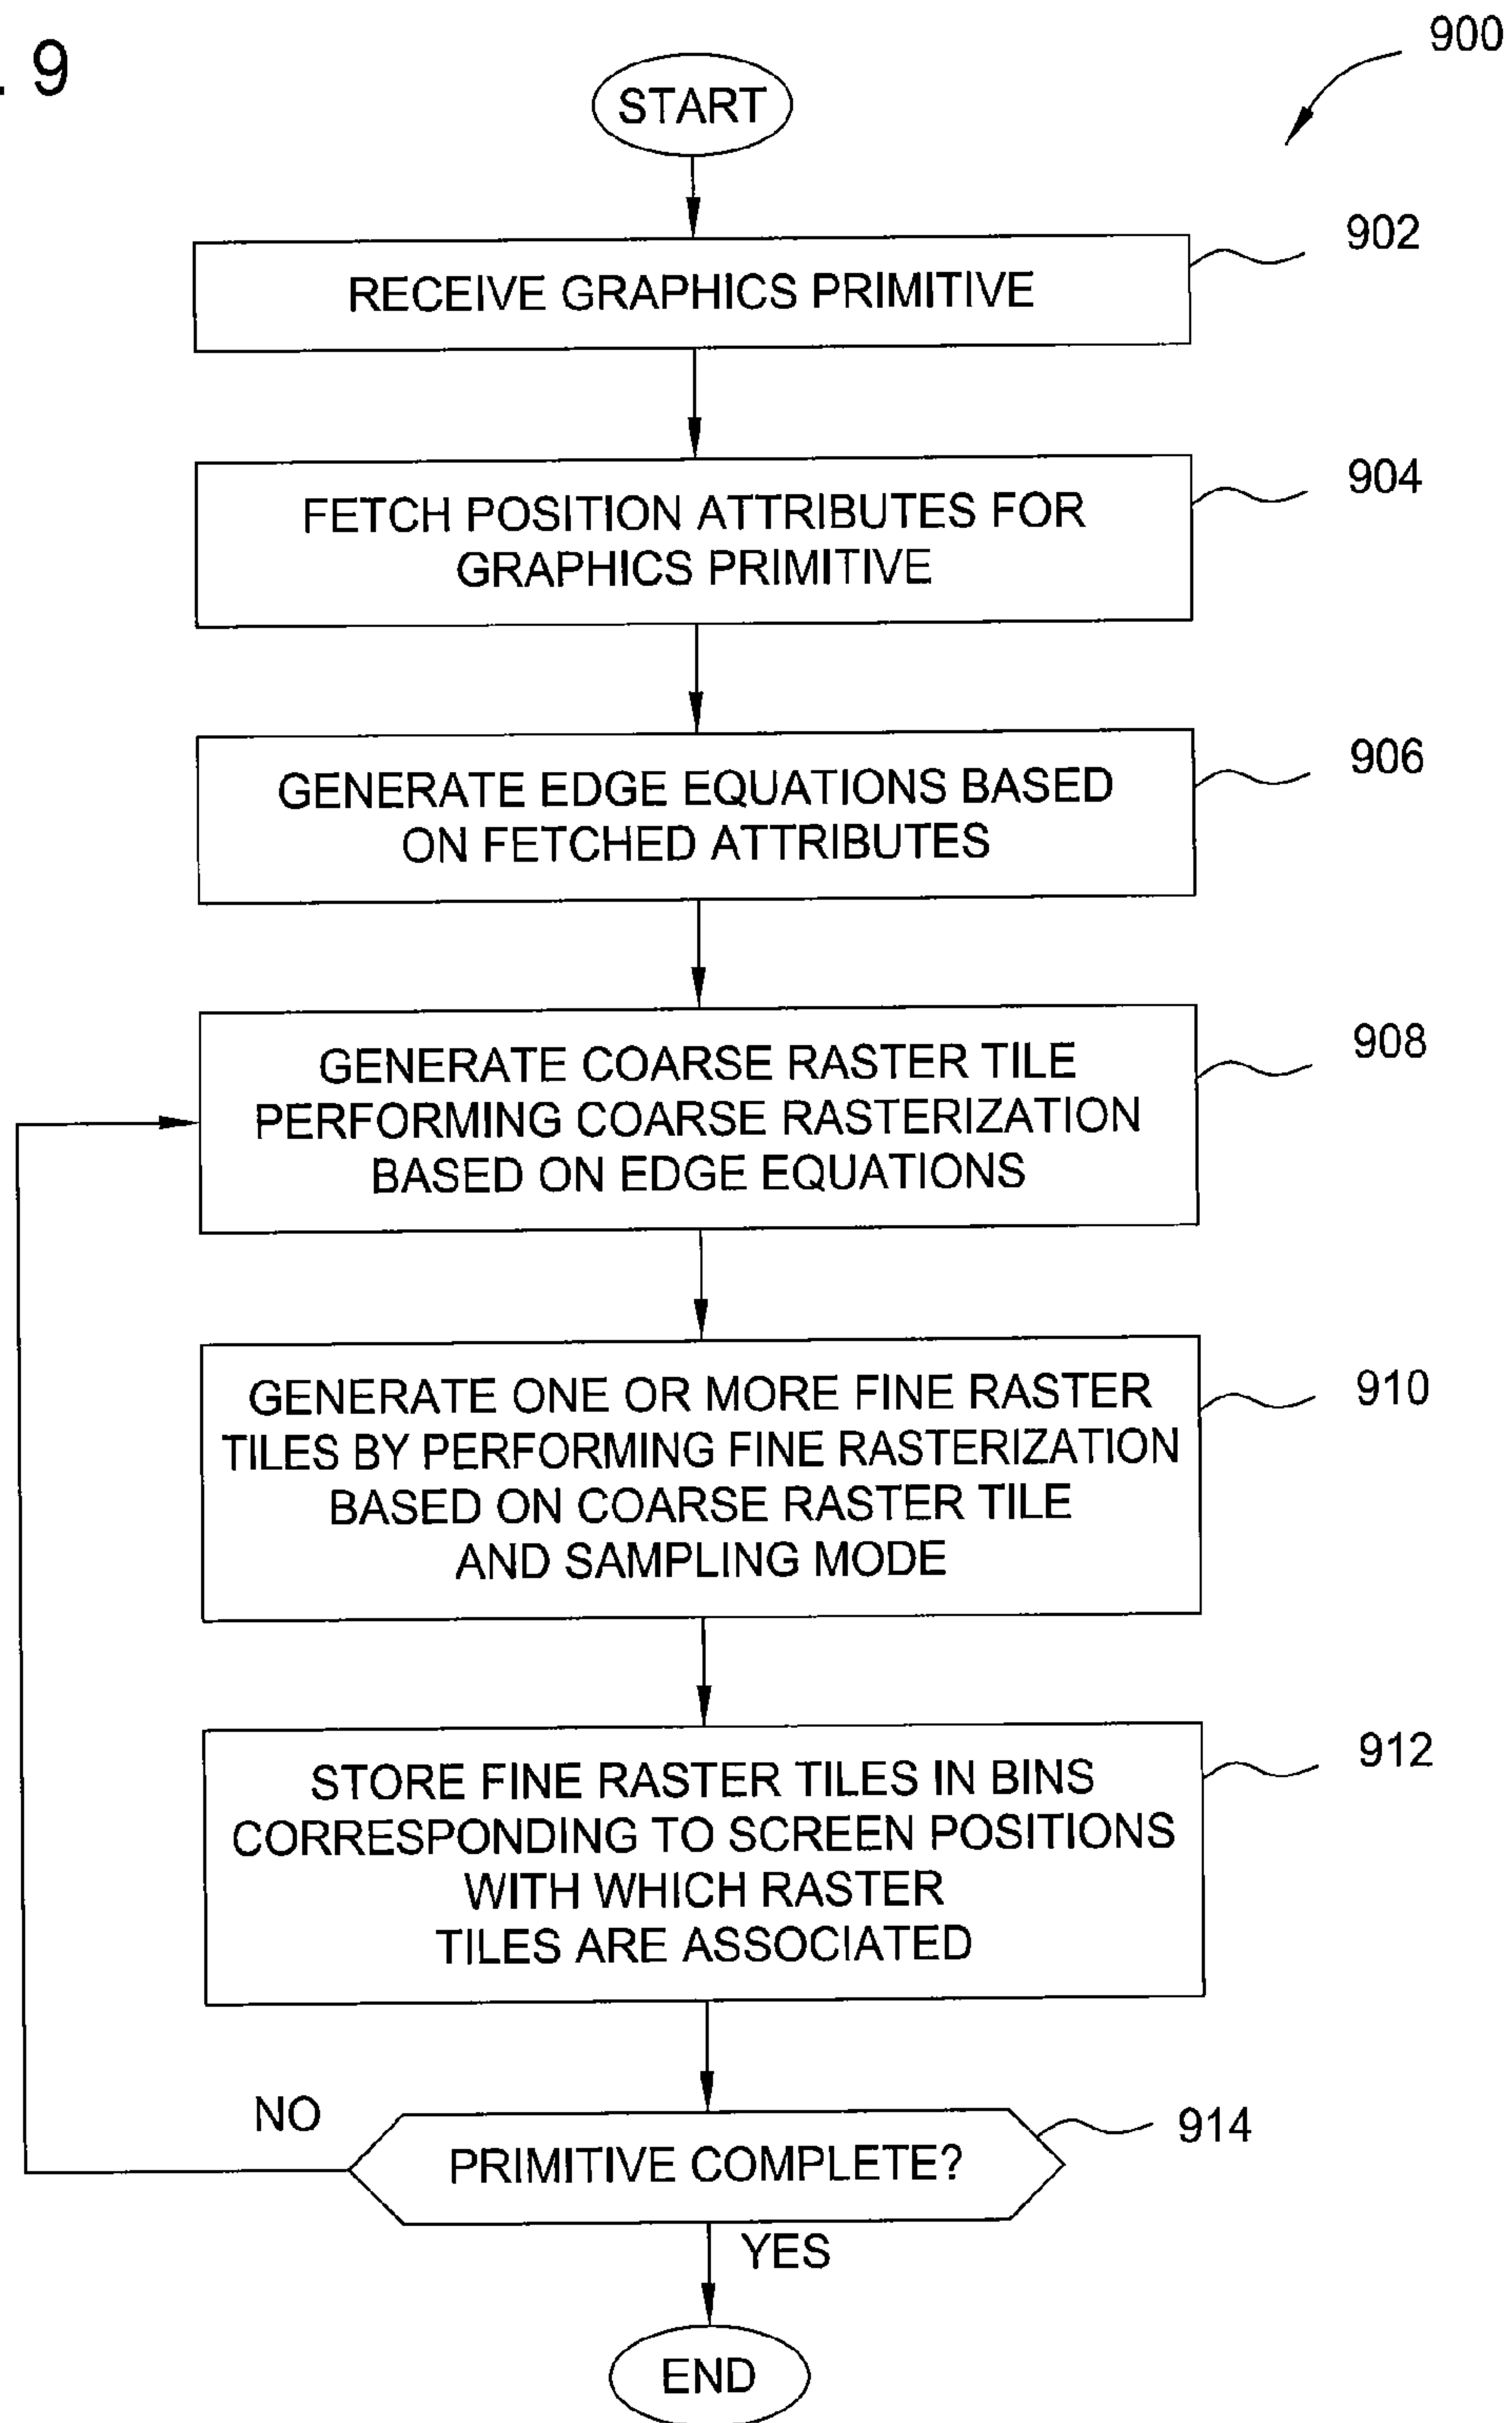 . 9
900
START
902
RECEIVE GRAPHICS PRIMITIVE
904
FETCH POSITION ATTRIBUTES FOR
GRAPHICS PRIMITIVE
906
GENERATE EDGE EQUATIONS BASED
ON FETCHED ATTRIBUTES
908
GENERATE COARSE RASTER TILE
PERFORMING COARSE RASTERIZATION
BASED ON EDGE EQUATIONS
910
GENERATE ONE OR MORE FINE RASTER
TILES BY PERFORMING FINE RASTERIZATION
BASED ON COARSE RASTER TILE
AND SAMPLING MODE
912
STORE FINE RASTER TILES IN BINS
CORRESPONDING TO SCREEN POSITIONS
WITH WHICH RASTER
TILES ARE ASSOCIATED
NO
914
PRIMITIVE COMPLETE?
YES
END